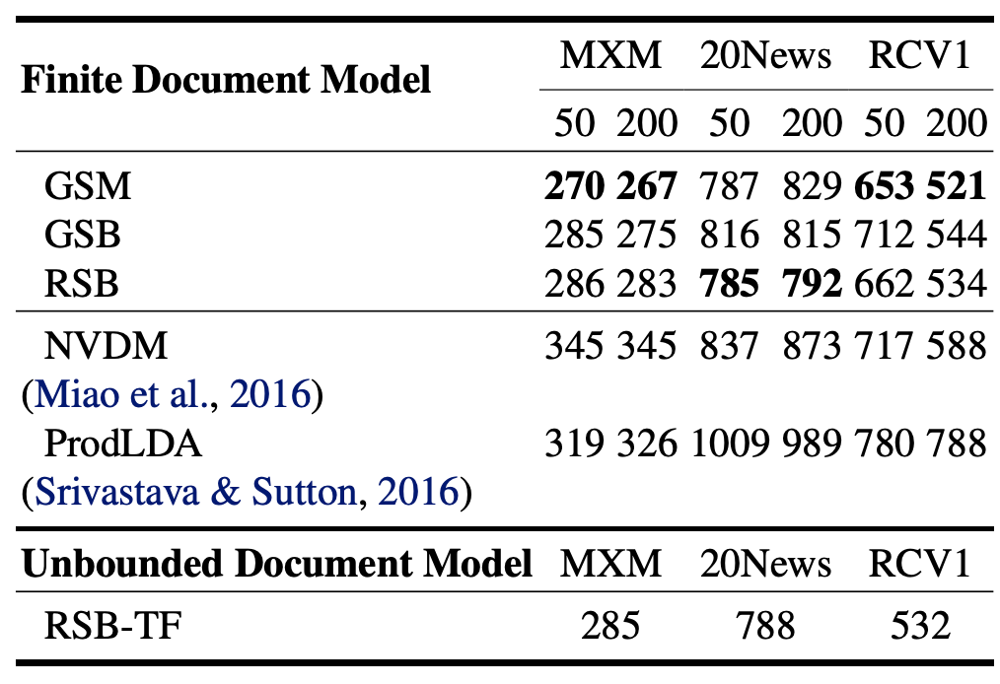 Finite Document Model MXM 20News RCV1
50 200 50 200 50 200
GSM 270 267 787 829 653 521
GSB 285 275 816 815 712 544
RSB 286 283 785 792 662 534
NVDM 345 345 837 873 717 588
(Miao et al., 2016)
ProdLDA 319 326 1009 989 780 788
(Srivastava & Sutton, 2016)
Unbounded Document Model MXM 20News RCV1
RSB-TF 285 788 532